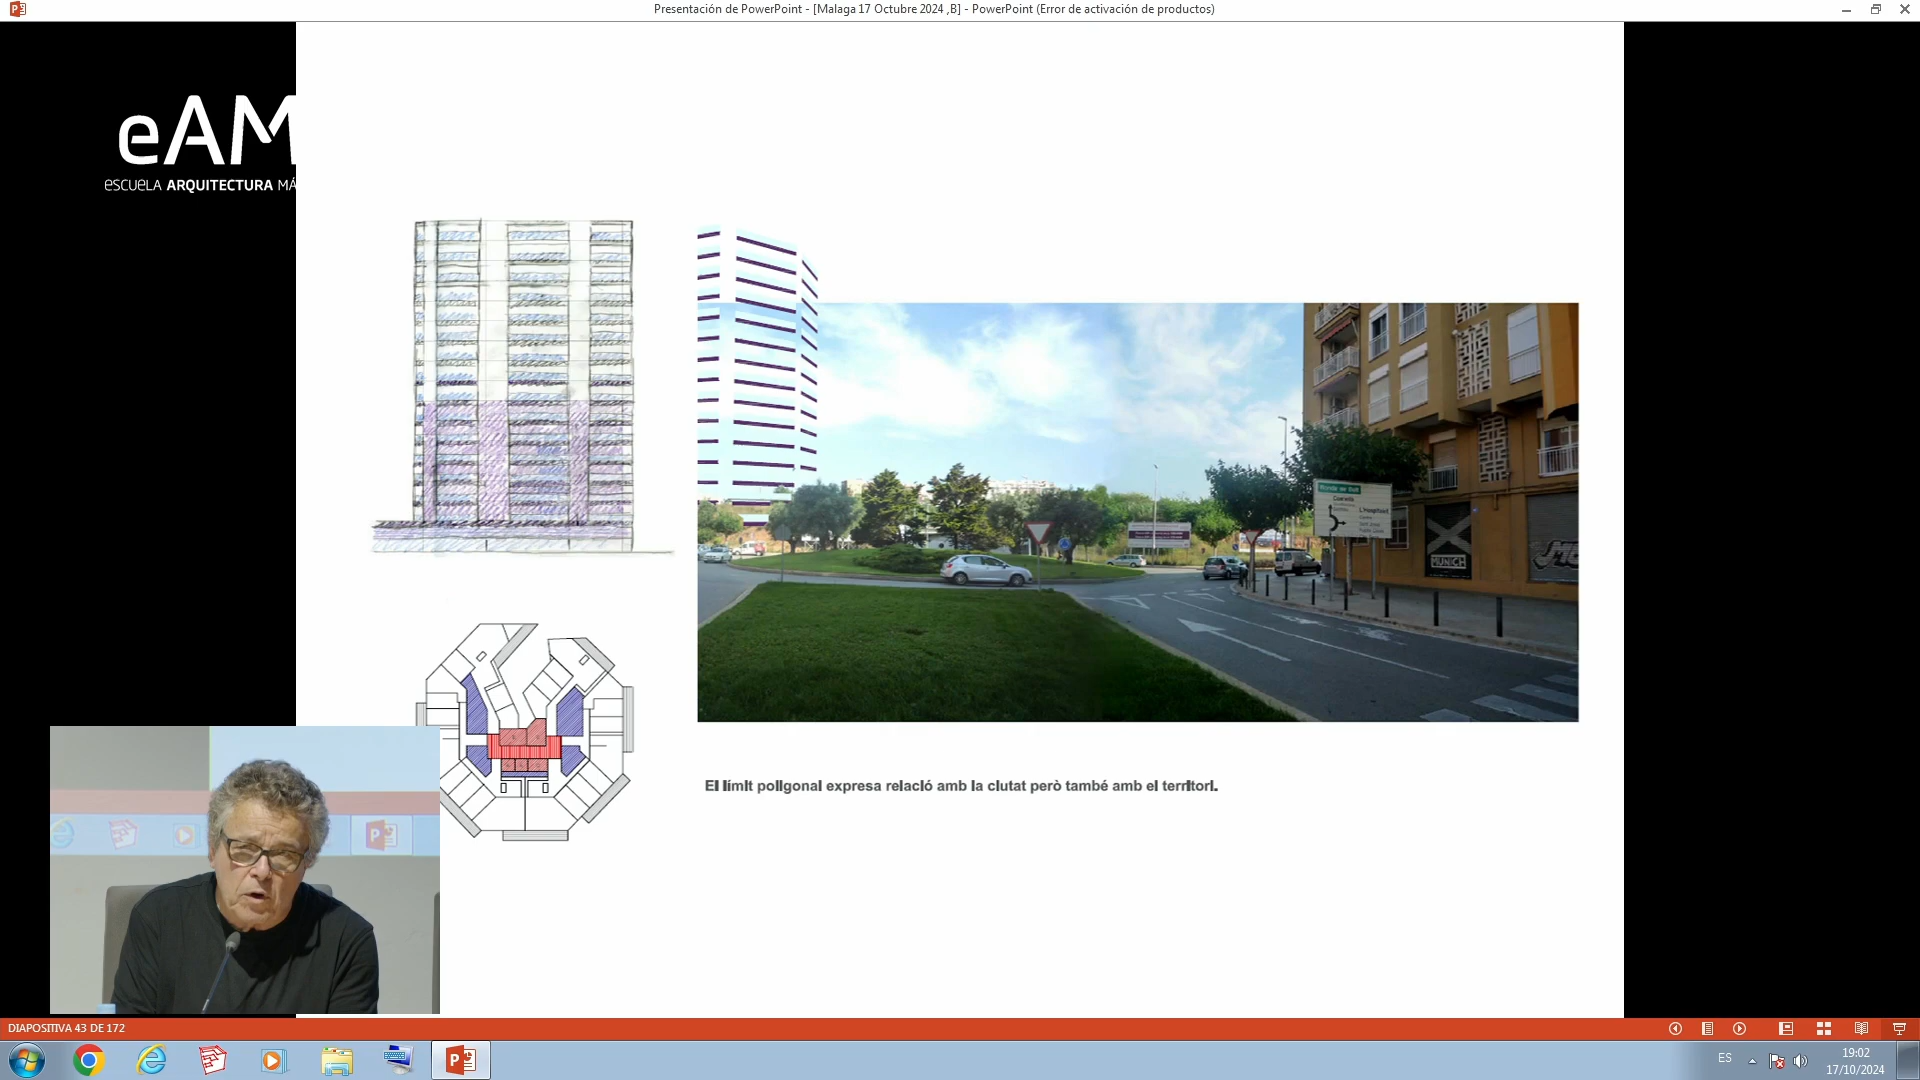 Presentación de PowerPoint - [Malaga 17 Octubre 2024 ,B] - PowerPoint (Error de activación de productos)
eAM
escuela ARQUITECTURA MÁ
MUNICH
El límit poligonal expresa relació amb la ciutat però també amb el territori.
DIAPOSITIVA 43 DE 172
ES
19:02
17/10/2024